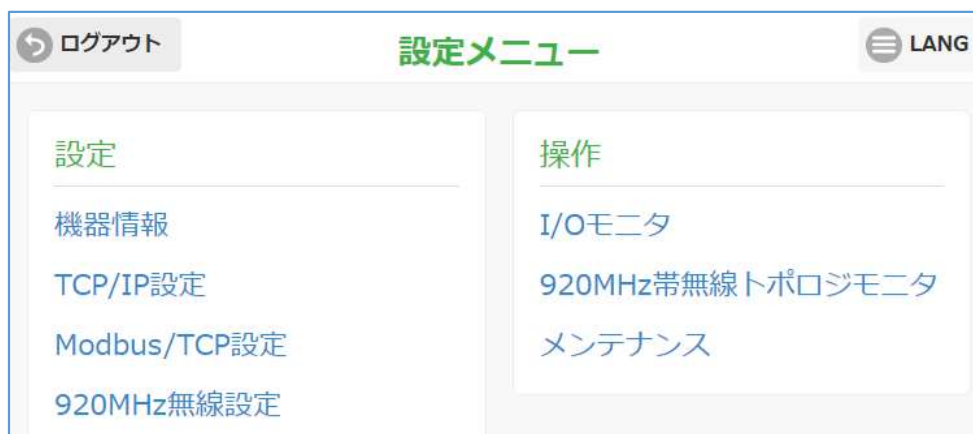 ログアウト
設定メニュー
LANG
設定
機器情報
TCP/IP設定
Modbus/TCP設定
920MHz無線設定
操作
I/Oモニタ
920MHz帯無線トポロジモニタ
メンテナンス